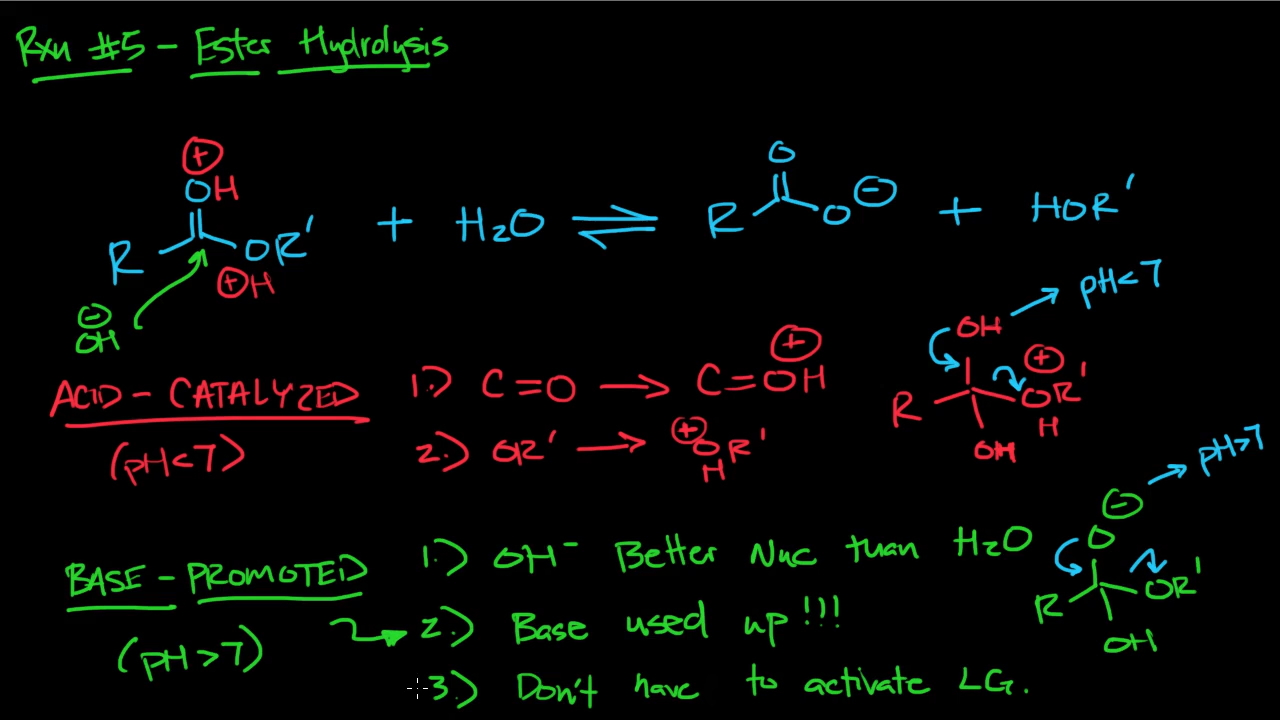 Rxn #5 - Ester Hydrolysis
⊕
OH
R OR' + H₂O ⇌ R O O ⊖ + HOR'
⊕H
⊖
OH
ACID - CATALYZED
(pH<7)
1.) C=O → C=OH ⊕
2.) OR' → ⊕OR'
H
OH → pH<7
⊕
R OR'
H
OH
BASE - PROMOTED
(pH>7)
1.) OH⁻ Better Nuc than H₂O
2.) Base used up!!!
3.) Don't have to activate LG.
⊖ → pH>7
O
R OR'
OH